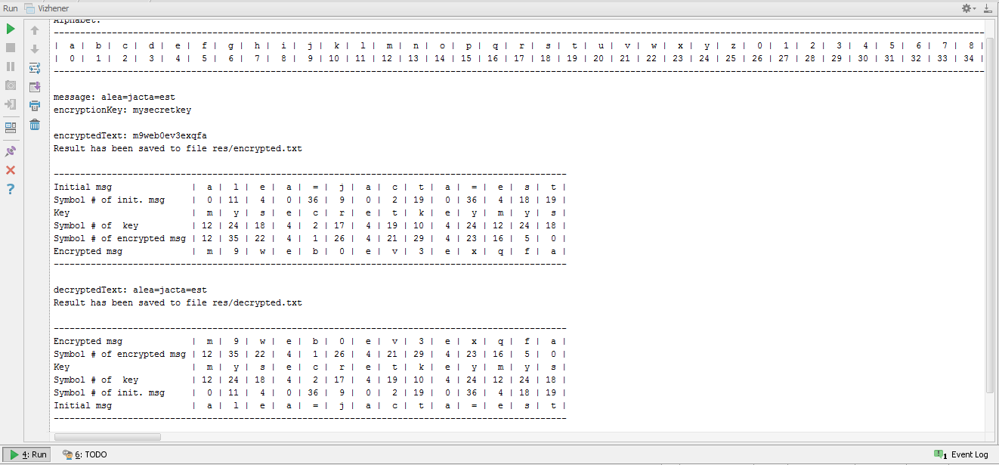 Run Vizhener
Alphabet:
----------------------------------------------------------------------------------------------------------------------------------------------------------------
| a | b | c | d | e | f | g | h | i | j | k | l | m | n | o | p | q | r | s | t | u | v | w | x | y | z | 0 | 1 | 2 | 3 | 4 | 5 | 6 | 7 | 8 |
| 0 | 1 | 2 | 3 | 4 | 5 | 6 | 7 | 8 | 9 | 10 | 11 | 12 | 13 | 14 | 15 | 16 | 17 | 18 | 19 | 20 | 21 | 22 | 23 | 24 | 25 | 26 | 27 | 28 | 29 | 30 | 31 | 32 | 33 | 34 |
----------------------------------------------------------------------------------------------------------------------------------------------------------------
message: alea=jacta=est
encryptionKey: mysecretkey
encryptedText: m9web0ev3exqfa
Result has been saved to file res/encrypted.txt
-------------------------------------------------------------------------------------------------
Initial msg | a | l | e | a | = | j | a | c | t | a | = | e | s | t |
Symbol # of init. msg | 0 | 11 | 4 | 0 | 36 | 9 | 0 | 2 | 19 | 0 | 36 | 4 | 18 | 19 |
Key | m | y | s | e | c | r | e | t | k | e | y | m | y | s |
Symbol # of key | 12 | 24 | 18 | 4 | 2 | 17 | 4 | 19 | 10 | 4 | 24 | 12 | 24 | 18 |
Symbol # of encrypted msg | 12 | 35 | 22 | 4 | 1 | 26 | 4 | 21 | 29 | 4 | 23 | 16 | 5 | 0 |
Encrypted msg | m | 9 | w | e | b | 0 | e | v | 3 | e | x | q | f | a |
-------------------------------------------------------------------------------------------------
decryptedText: alea=jacta=est
Result has been saved to file res/decrypted.txt
-------------------------------------------------------------------------------------------------
Encrypted msg | m | 9 | w | e | b | 0 | e | v | 3 | e | x | q | f | a |
Symbol # of encrypted msg | 12 | 35 | 22 | 4 | 1 | 26 | 4 | 21 | 29 | 4 | 23 | 16 | 5 | 0 |
Key | m | y | s | e | c | r | e | t | k | e | y | m | y | s |
Symbol # of key | 12 | 24 | 18 | 4 | 2 | 17 | 4 | 19 | 10 | 4 | 24 | 12 | 24 | 18 |
Symbol # of init. msg | 0 | 11 | 4 | 0 | 36 | 9 | 0 | 2 | 19 | 0 | 36 | 4 | 18 | 19 |
Initial msg | a | l | e | a | = | j | a | c | t | a | = | e | s | t |
-------------------------------------------------------------------------------------------------
4: Run 6: TODO 1 Event Log